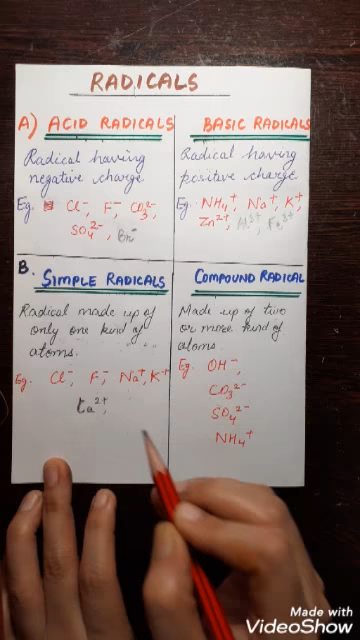 RADICALS
A) ACID RADICALS
Radical having
negative charge
Eg. Cl⁻, F⁻, CO₃²⁻,
SO₄²⁻, Br⁻
BASIC RADICALS
Radical having
positive charge
Eg. NH₄⁺, Na⁺, K⁺,
Zn²⁺, Al³⁺, Fe³⁺
B. SIMPLE RADICALS
Radical made up of
only one kind of
atoms.
Eg. Cl⁻, F⁻, Na⁺, K⁺
Ca²⁺,
COMPOUND RADICAL
Made up of two
or more kind of
atoms
Eg. OH⁻,
CO₃²⁻
SO₄²⁻
NH₄⁺
Made with
VideoShow